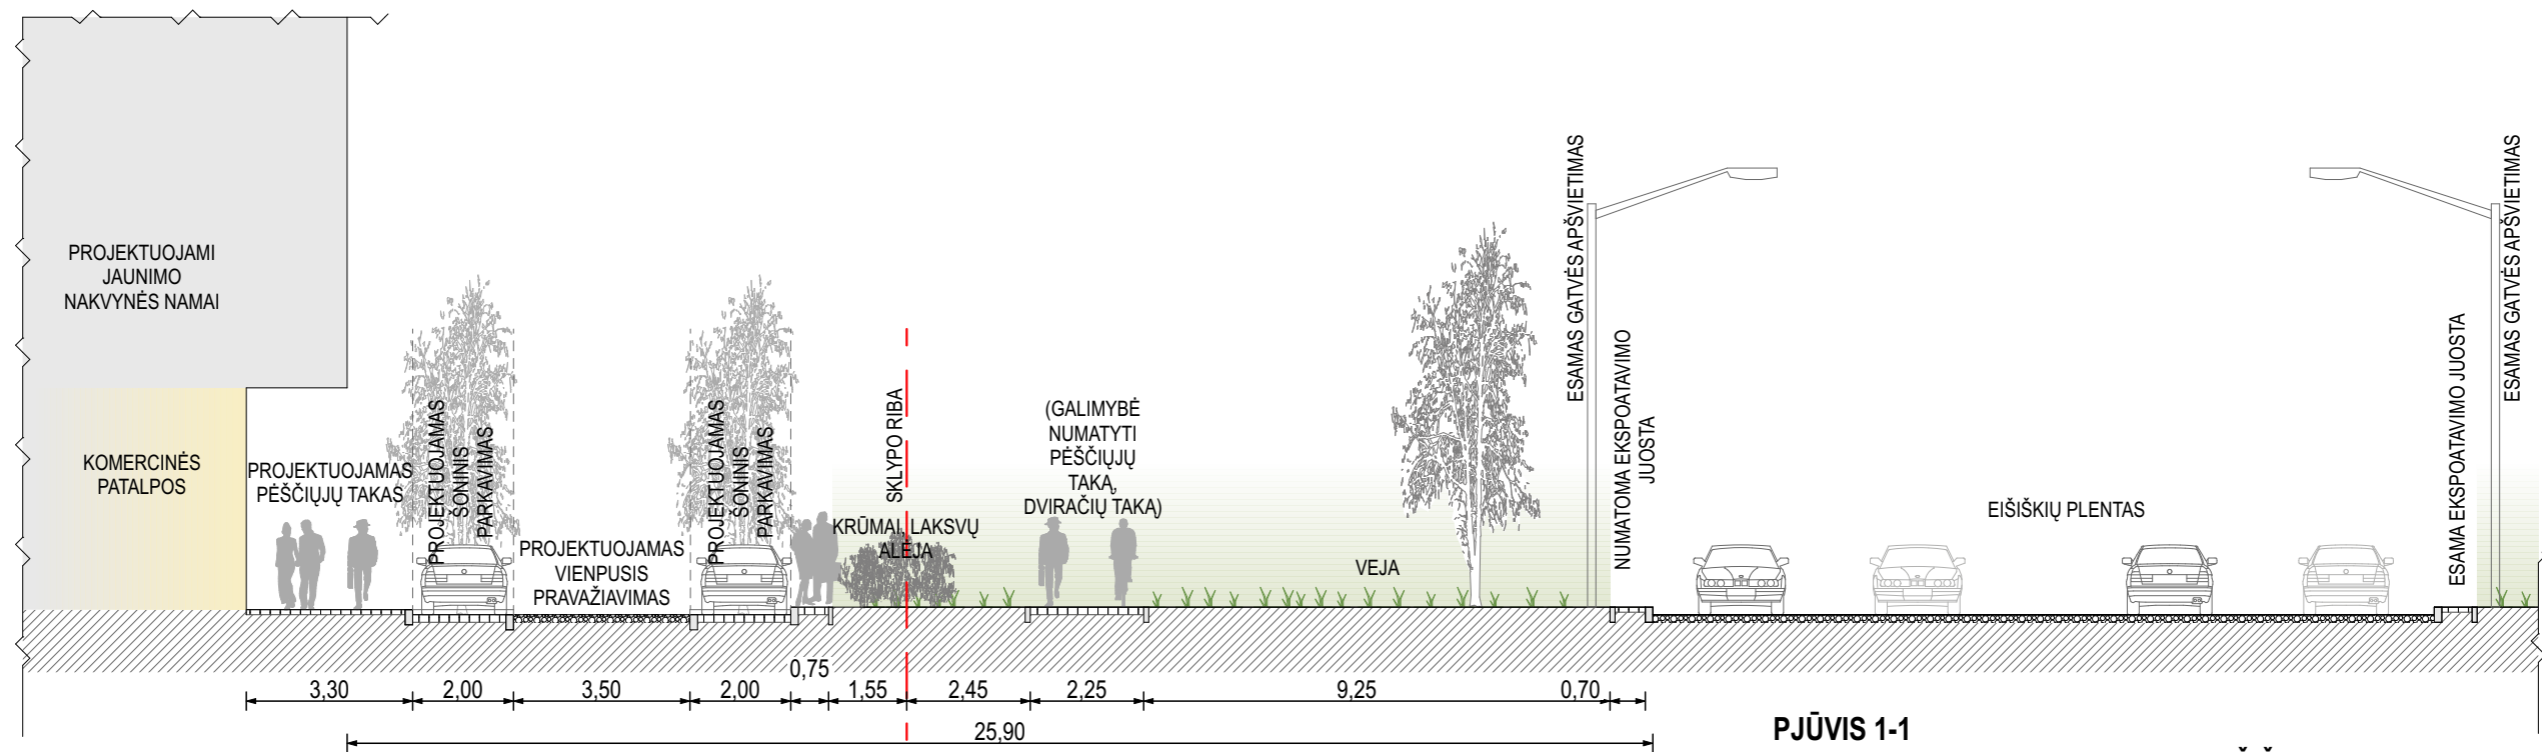 PROJEKTUOJAMI
JAUNIMO
NAKVYNĖS NAMAI
KOMERCINĖS
PATALPOS
PROJEKTUOJAMAS
PĖSČIŲJŲ TAKAS
PROJEKTUOJAMAS
ŠONINIS
PARKAVIMAS
PROJEKTUOJAMAS
VIENPUSIS
PRAVAŽIAVIMAS
PROJEKTUOJAMAS
ŠONINIS
PARKAVIMAS
KRŪMAI, LAKSVŲ
ALĖJA
SKLYPO RIBA
(GALIMYBĖ
NUMATYTI
PĖSČIŲJŲ
TAKĄ,
DVIRAČIŲ TAKĄ)
VEJA
ESAMAS GATVĖS APŠVIETIMAS
NUMATOMA EKSPOATAVIMO
JUOSTA
EIŠIŠKIŲ PLENTAS
ESAMA EKSPOATAVIMO JUOSTA
ESAMAS GATVĖS APŠVIETIMAS
3,30
2,00
3,50
2,00
0,75
1,55
2,45
2,25
9,25
0,70
25,90
PJŪVIS 1-1